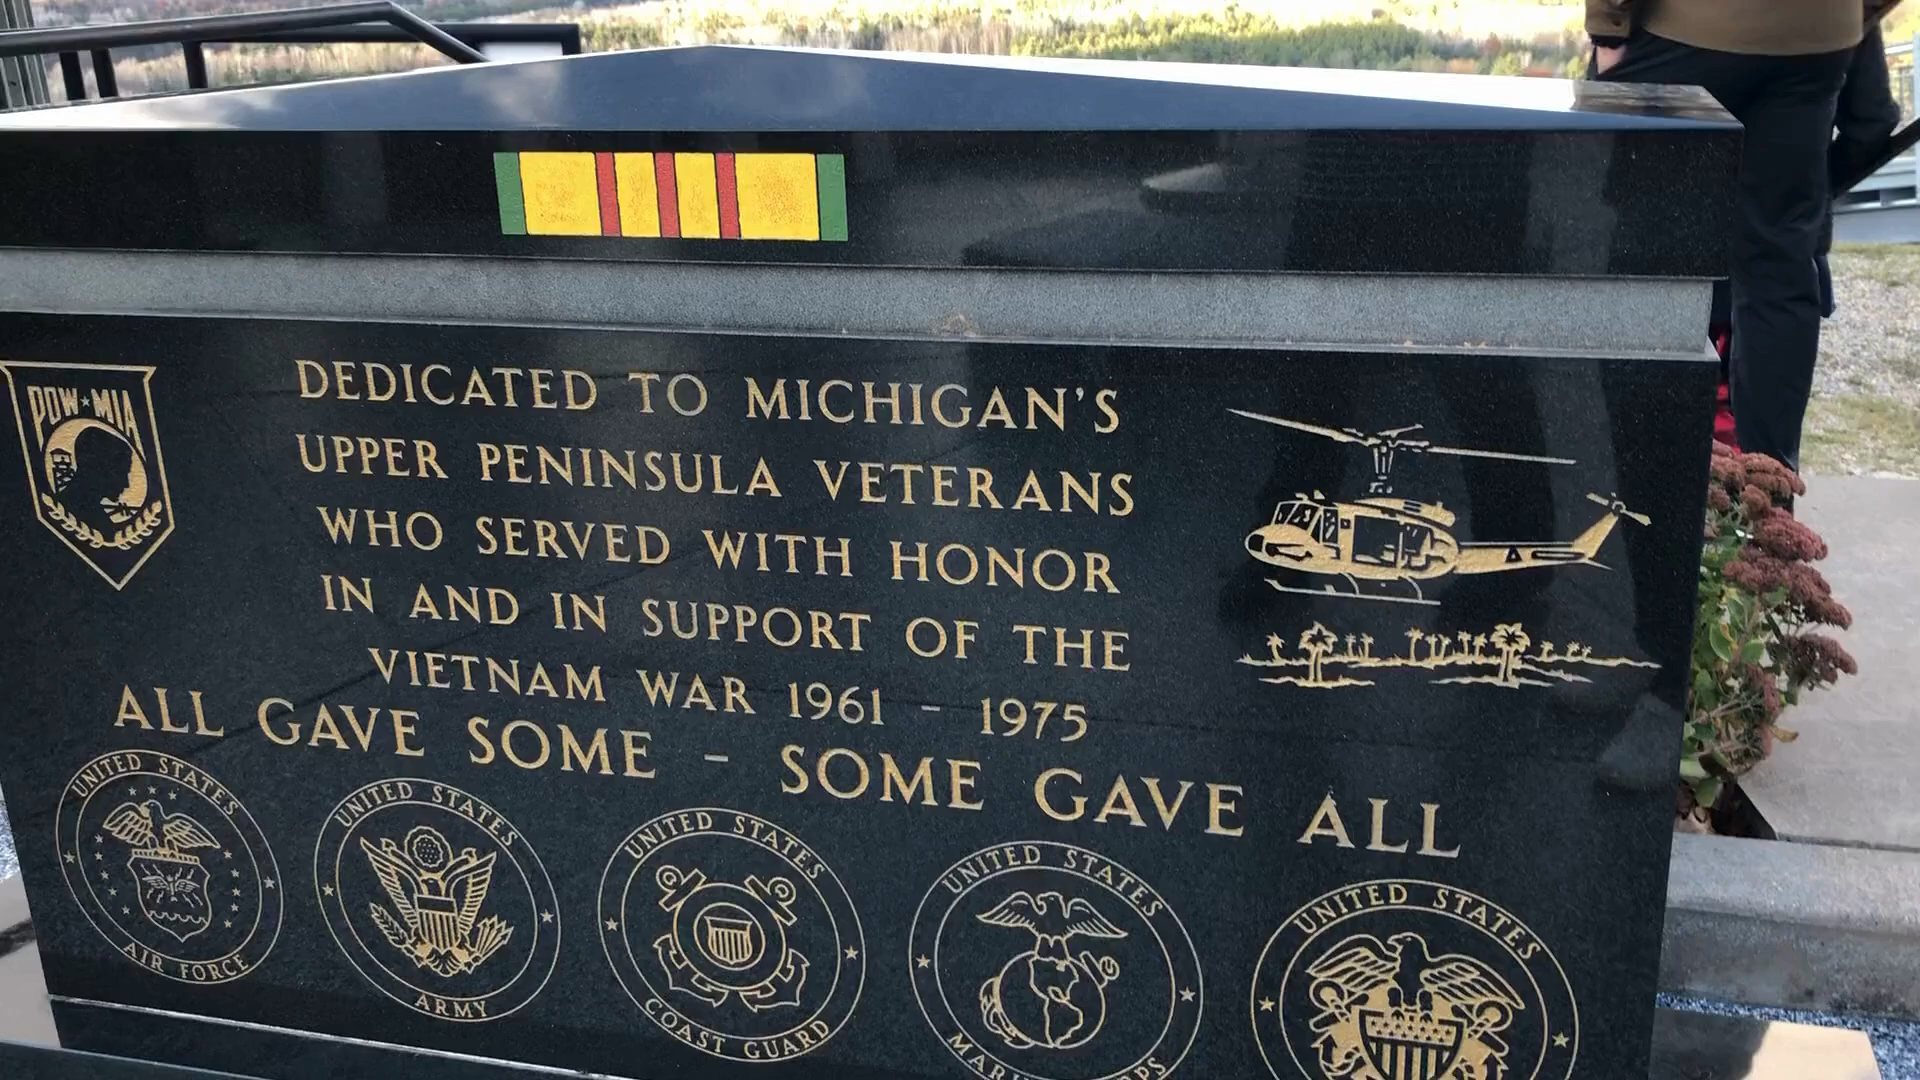 POW★MIA
DEDICATED TO MICHIGAN'S
UPPER PENINSULA VETERANS
WHO SERVED WITH HONOR
IN AND IN SUPPORT OF THE
VIETNAM WAR 1961 - 1975
ALL GAVE SOME - SOME GAVE ALL
UNITED STATES
AIR FORCE
UNITED STATES
ARMY
UNITED STATES
COAST GUARD
UNITED STATES
UNITED STATES